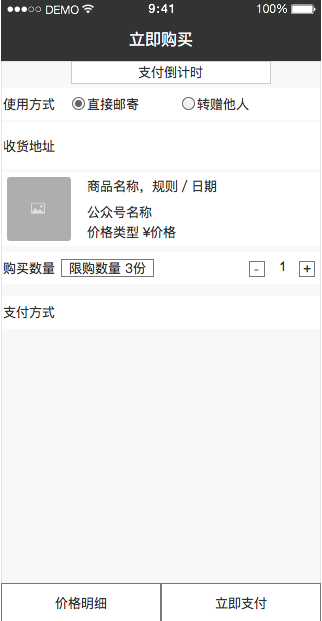 DEMO 9:41 100%
立即购买
支付倒计时
使用方式 直接邮寄 转赠他人
收货地址
商品名称，规则 / 日期
公众号名称
价格类型 ¥价格
购买数量 限购数量 3份 - 1 +
支付方式
价格明细 立即支付